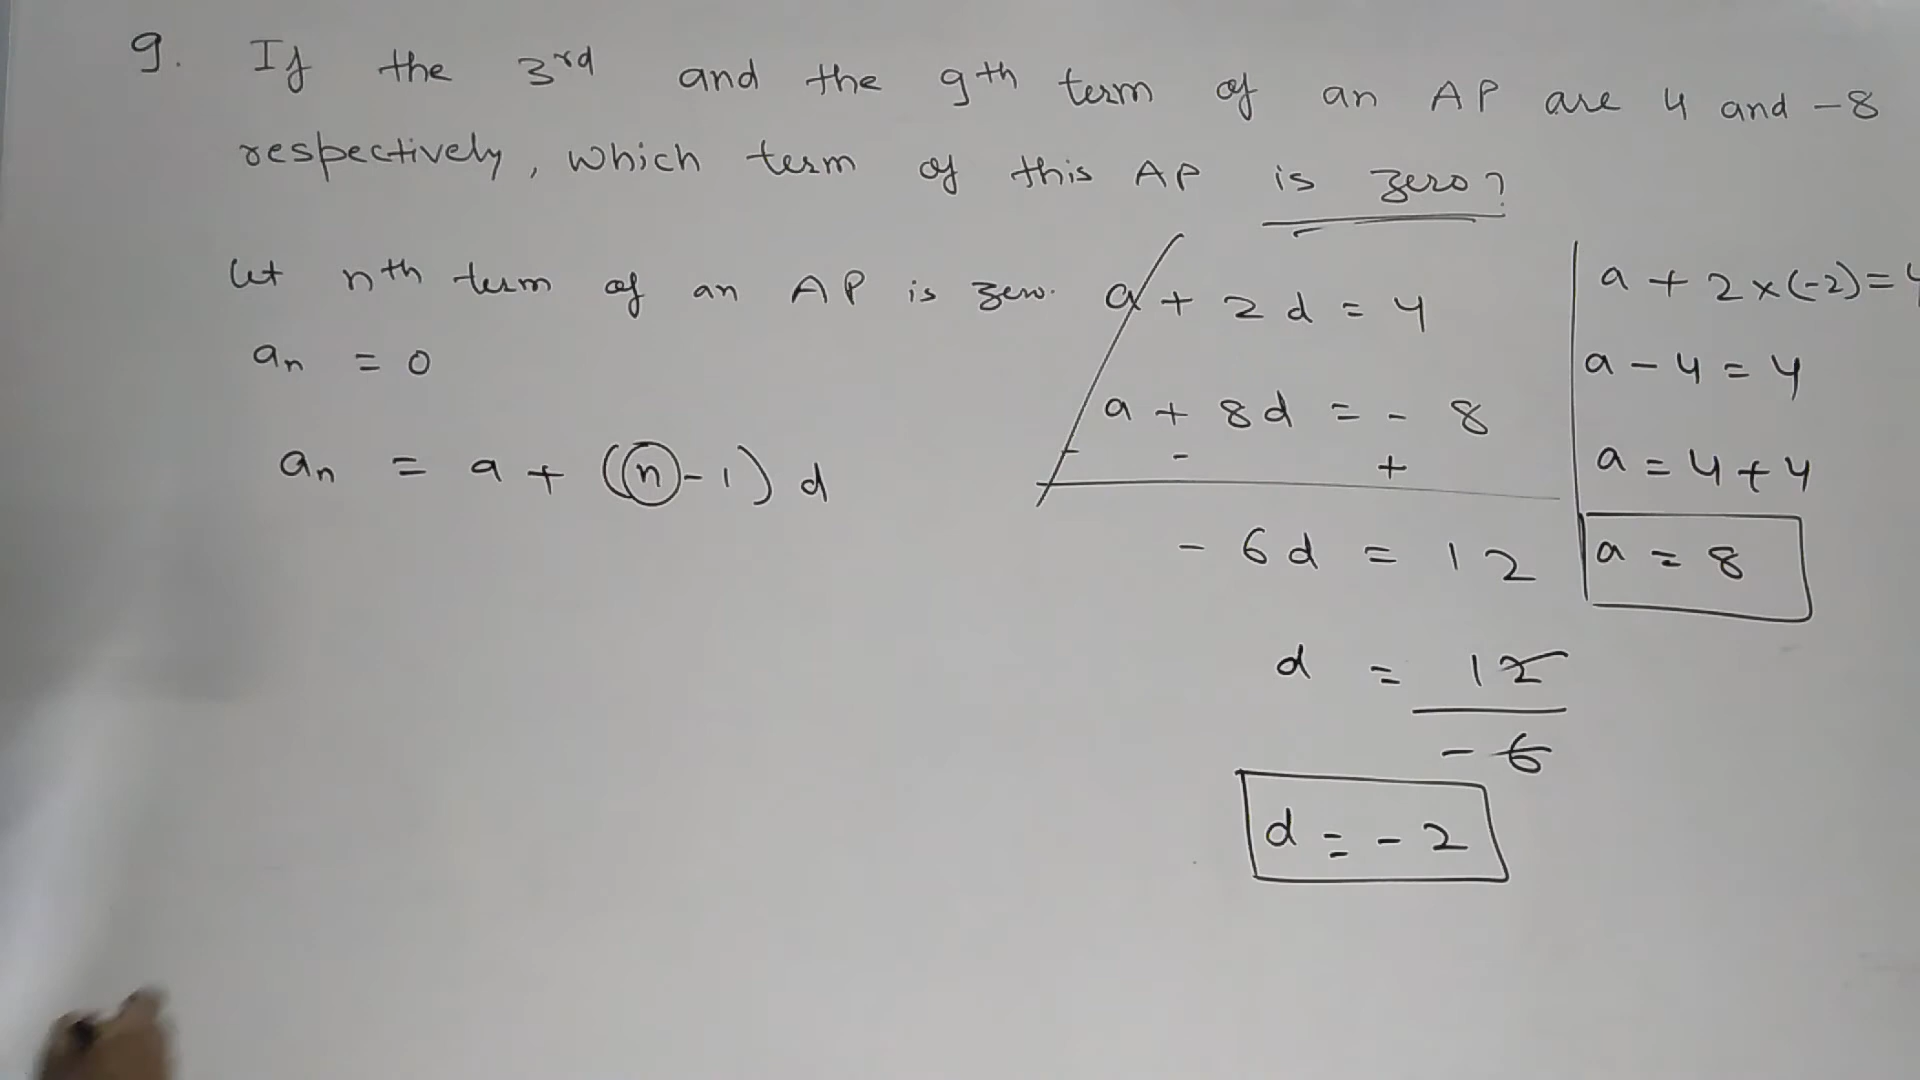 9. If the 3rd and the 9th term of an AP are 4 and -8
respectively, which term of this AP is zero?
Let nth term of an AP is zero.
an = 0
an = a + (n-1) d
a + 2d = 4
a + 8d = - 8
- - +
- 6d = 12
d = 12
- 6
d = - 2
a + 2x(-2) = 4
a - 4 = 4
a = 4 + 4
a = 8